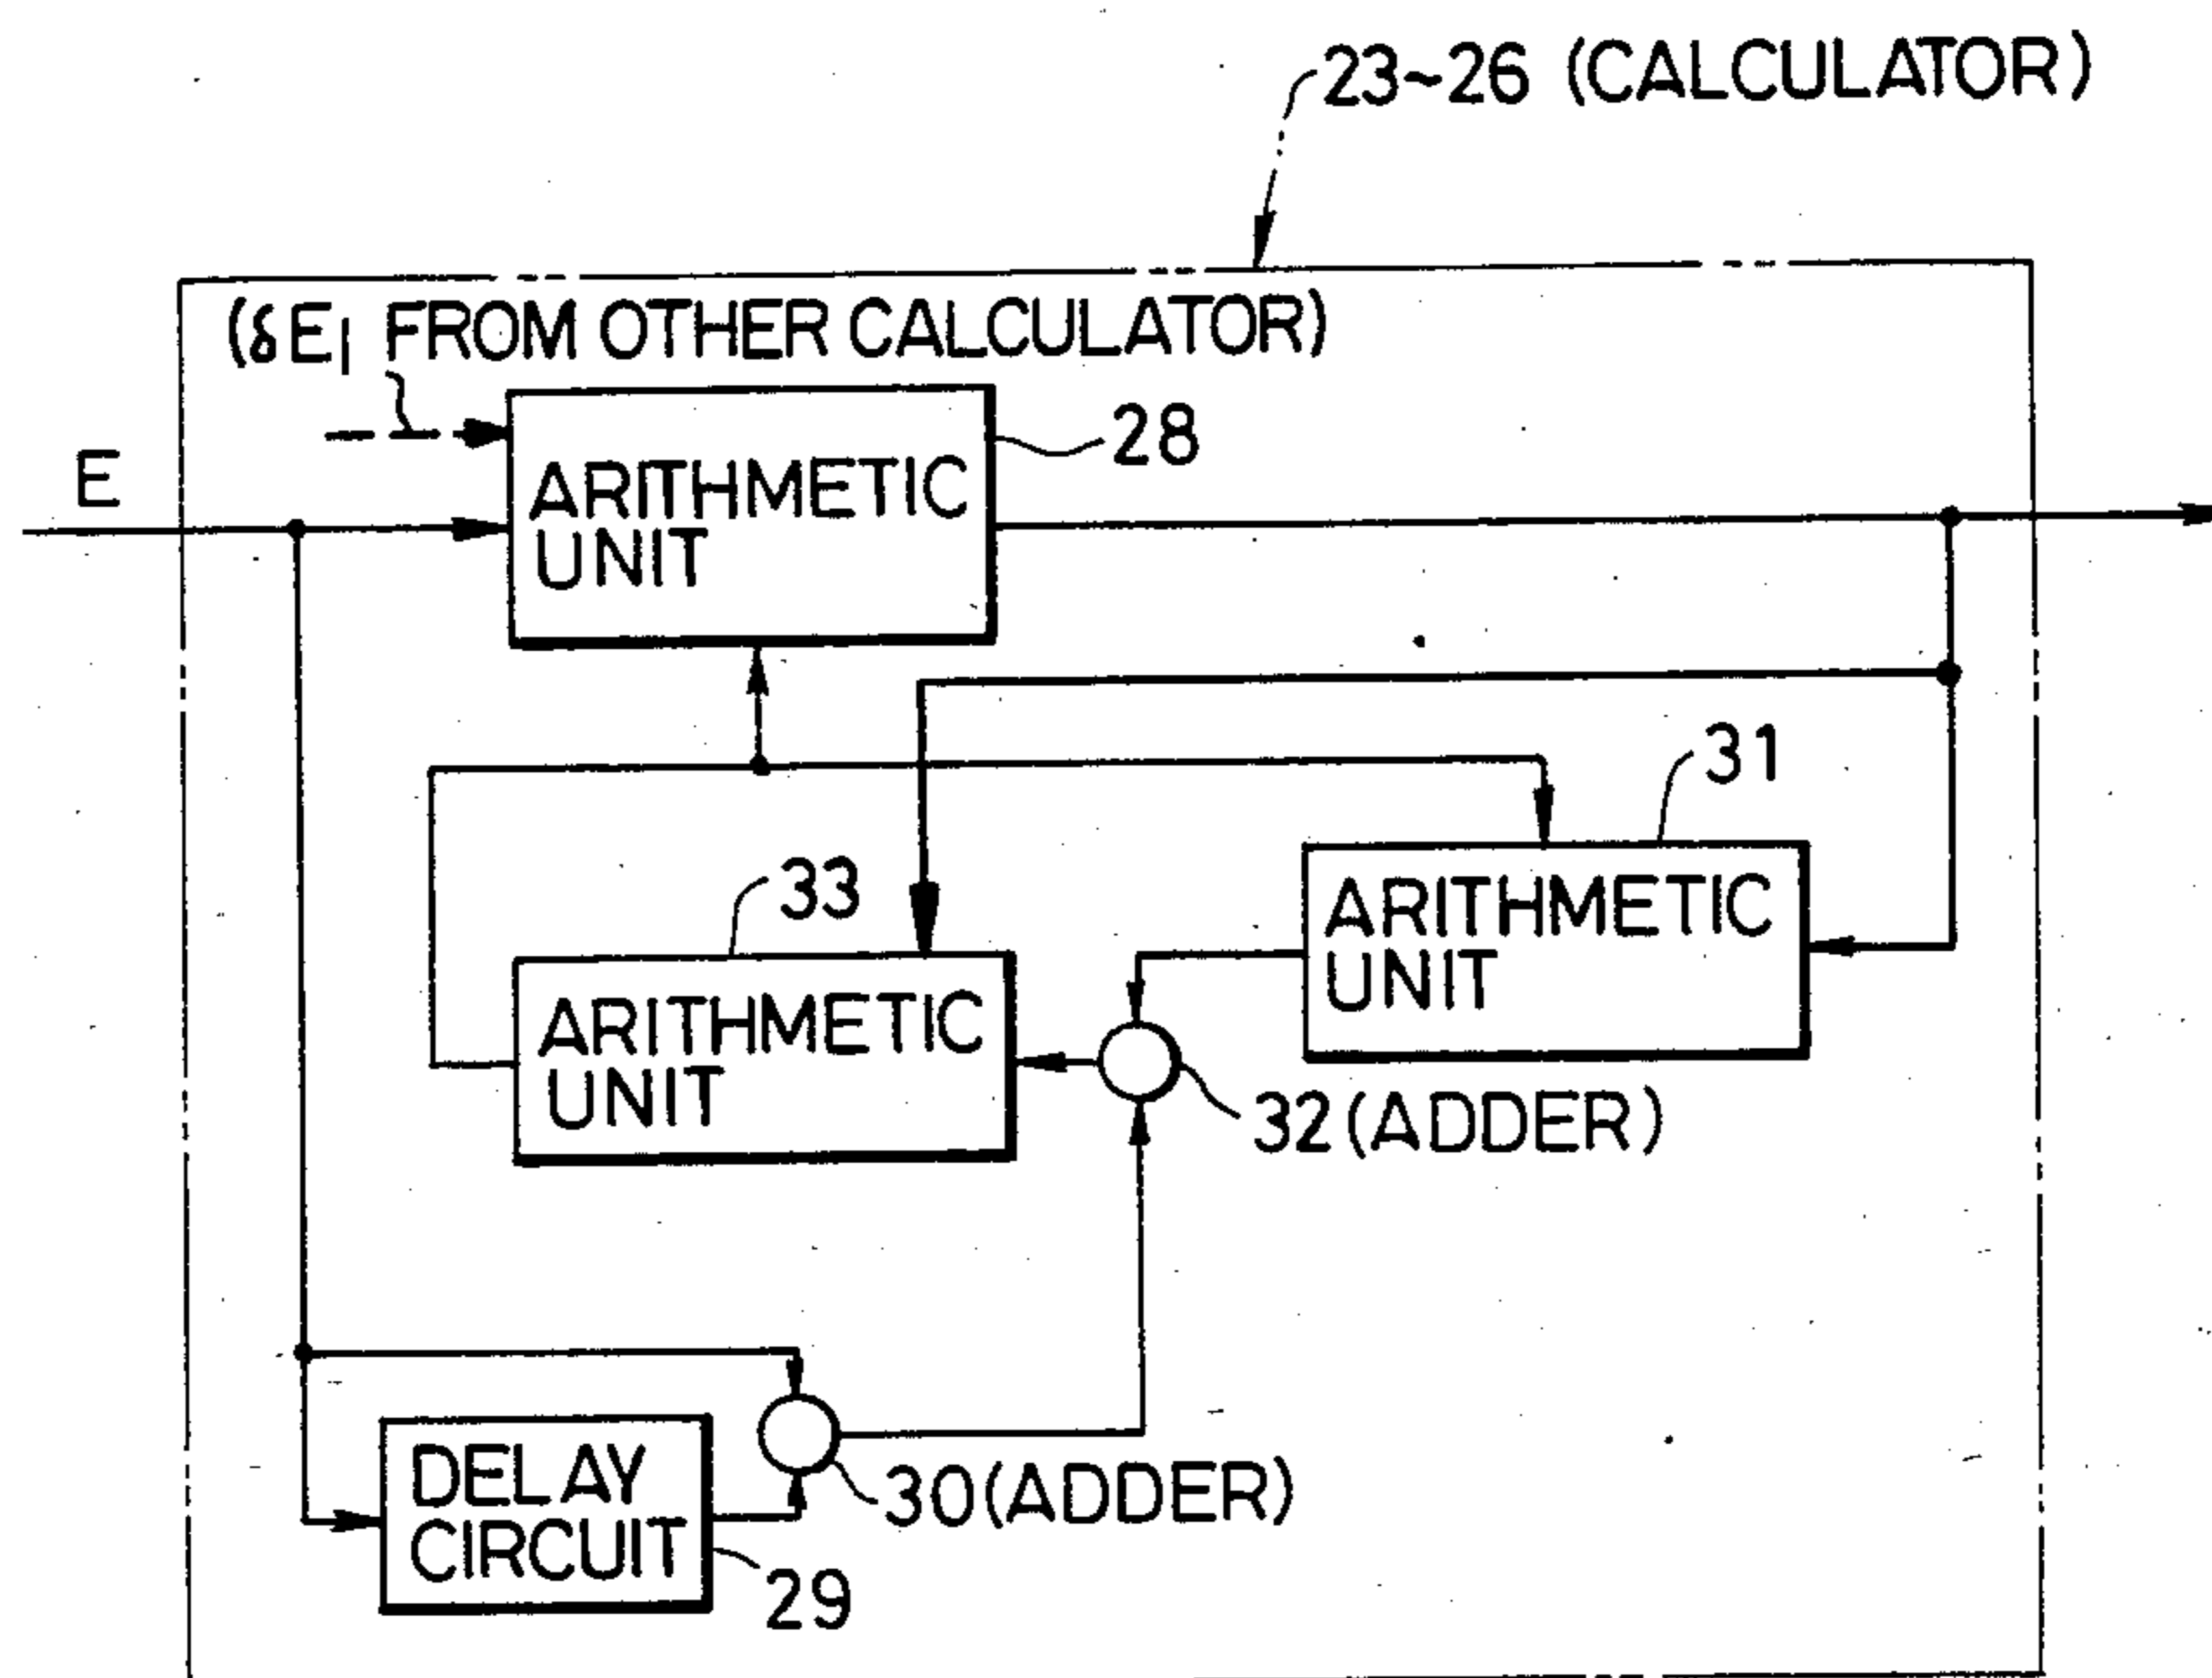 23~26 (CALCULATOR)
(δE1 FROM OTHER CALCULATOR)
E
28
ARITHMETIC
UNIT
31
33
ARITHMETIC
UNIT
ARITHMETIC
UNIT
32(ADDER)
DELAY
CIRCUIT
30(ADDER)
29